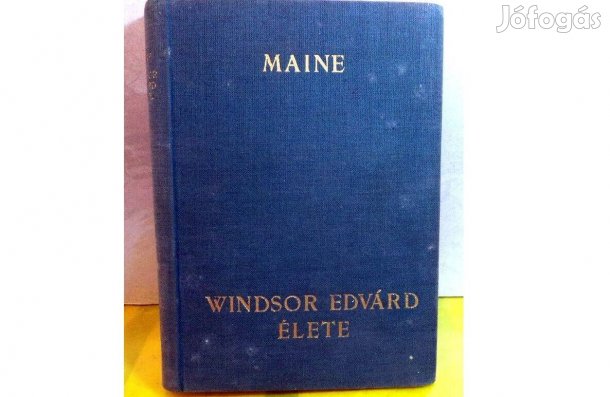 Jófogás
MAINE
WINDSOR EDVÁRD
ÉLETE